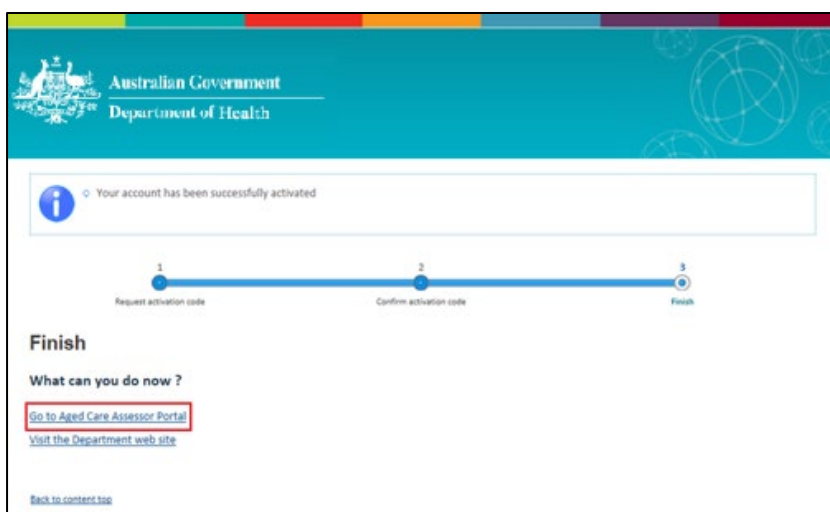 Australian Government
Department of Health
Your account has been successfully activated
1
2
3
Request activation code
Confirm activation code
Finish
Finish
What can you do now ?
Go to Aged Care Assessor Portal
Visit the Department web site
Back to content top